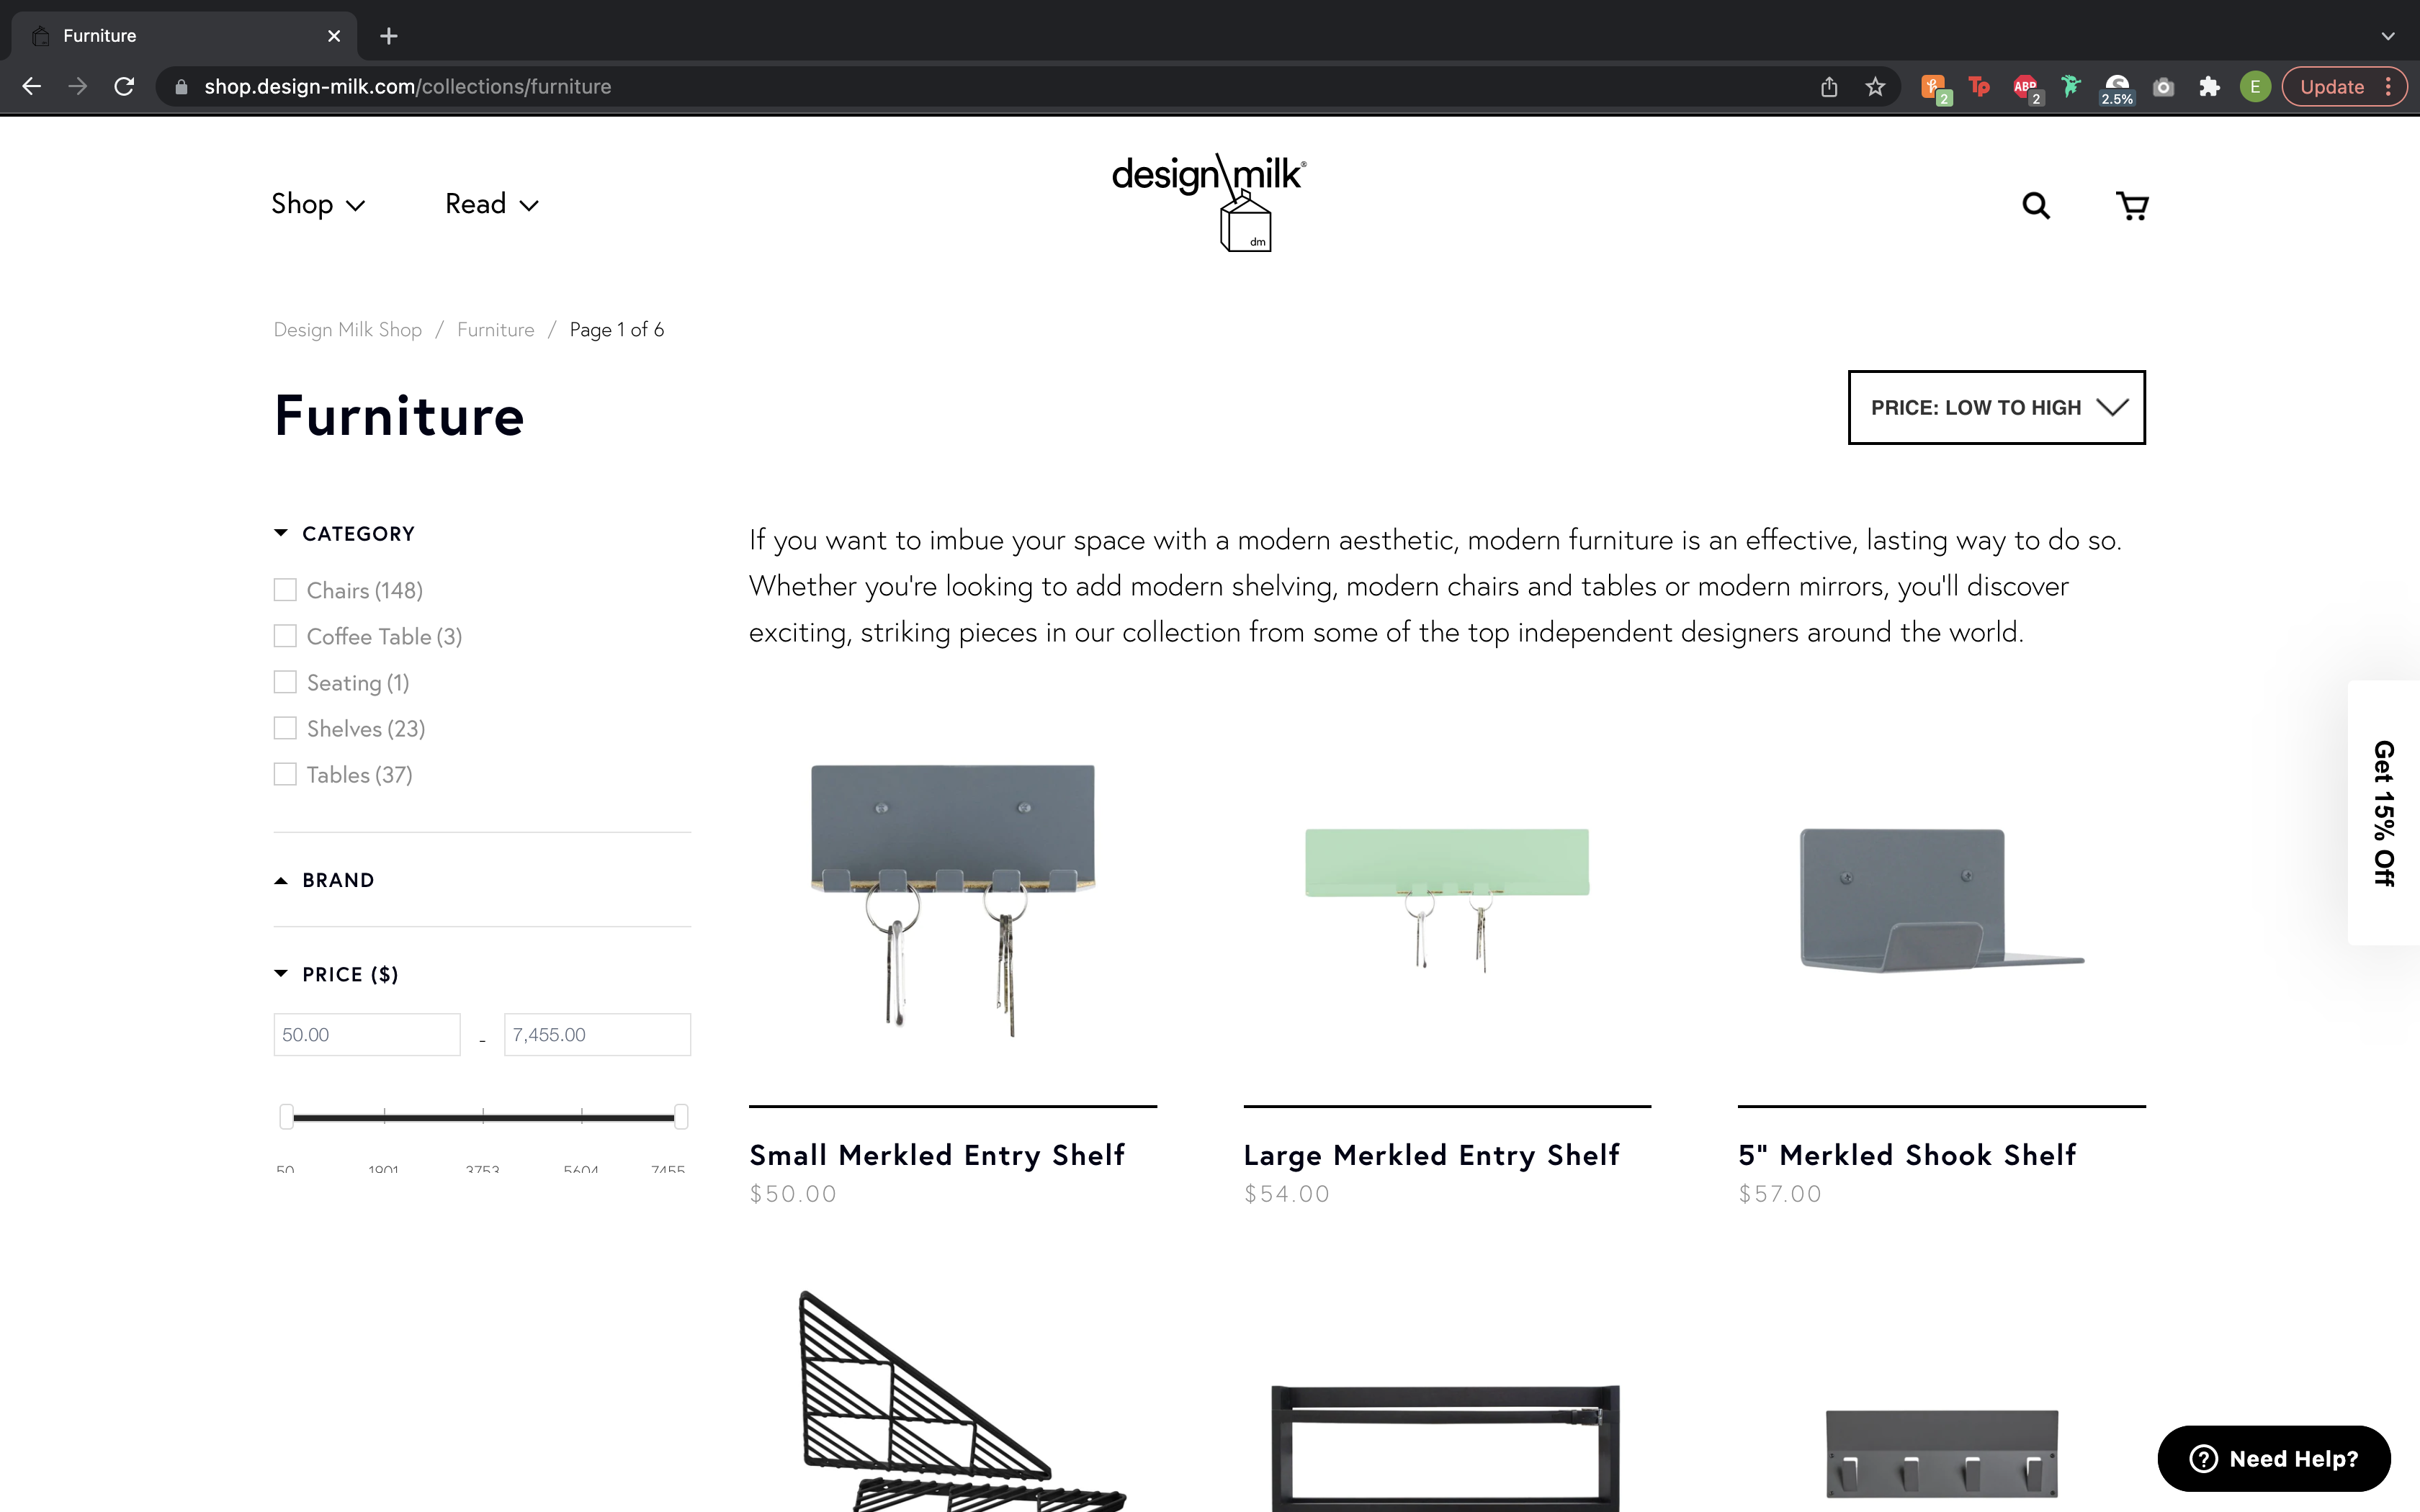 Furniture
shop.design-milk.com/collections/furniture
2
ABP
2
2.5%
E
Update
Shop
Read
design milk®
dm
Design Milk Shop / Furniture / Page 1 of 6
Furniture
PRICE: LOW TO HIGH
CATEGORY
Chairs (148)
Coffee Table (3)
Seating (1)
Shelves (23)
Tables (37)
BRAND
PRICE ($)
50.00 - 7,455.00
50 1901 3753 5604 7455
If you want to imbue your space with a modern aesthetic, modern furniture is an effective, lasting way to do so.
Whether you're looking to add modern shelving, modern chairs and tables or modern mirrors, you'll discover
exciting, striking pieces in our collection from some of the top independent designers around the world.
Small Merkled Entry Shelf
$50.00
Large Merkled Entry Shelf
$54.00
5" Merkled Shook Shelf
$57.00
Get 15% Off
Need Help?